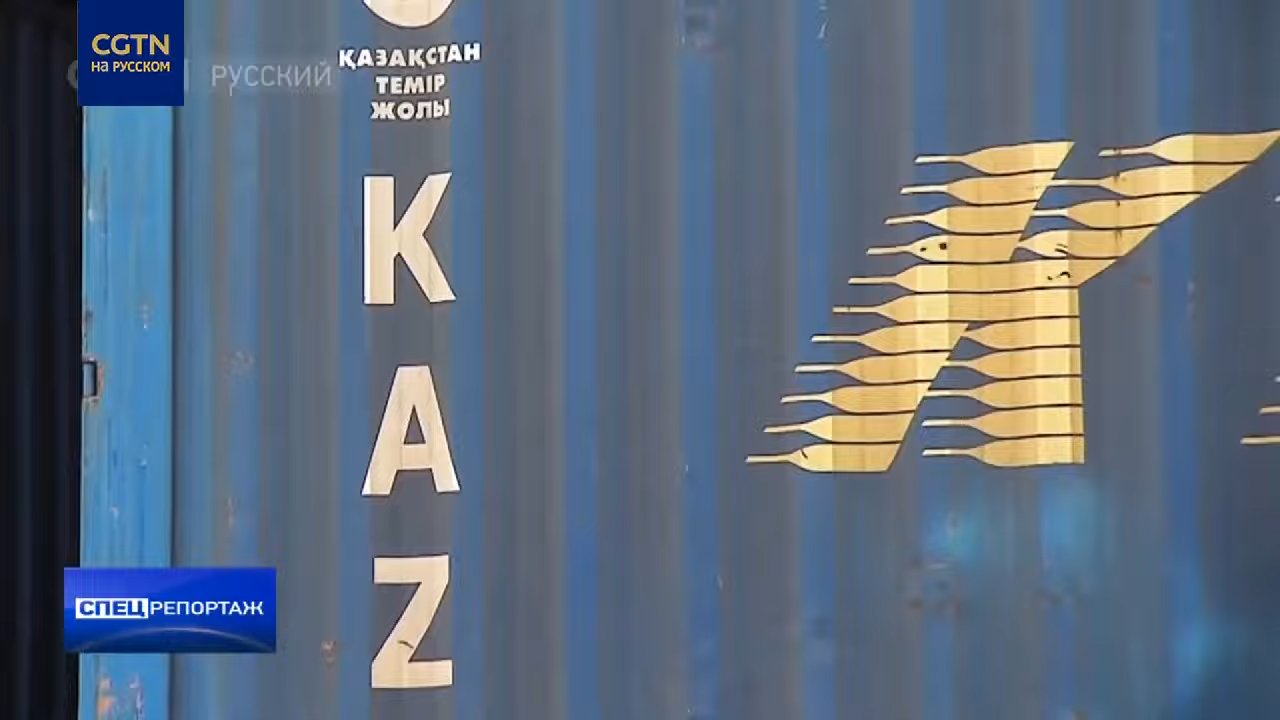 CGTN
НА РУССКОМ
РУССКИЙ
ҚАЗАҚСТАН
ТЕМІР
ЖОЛЫ
K
A
Z
K
СПЕЦРЕПОРТАЖ